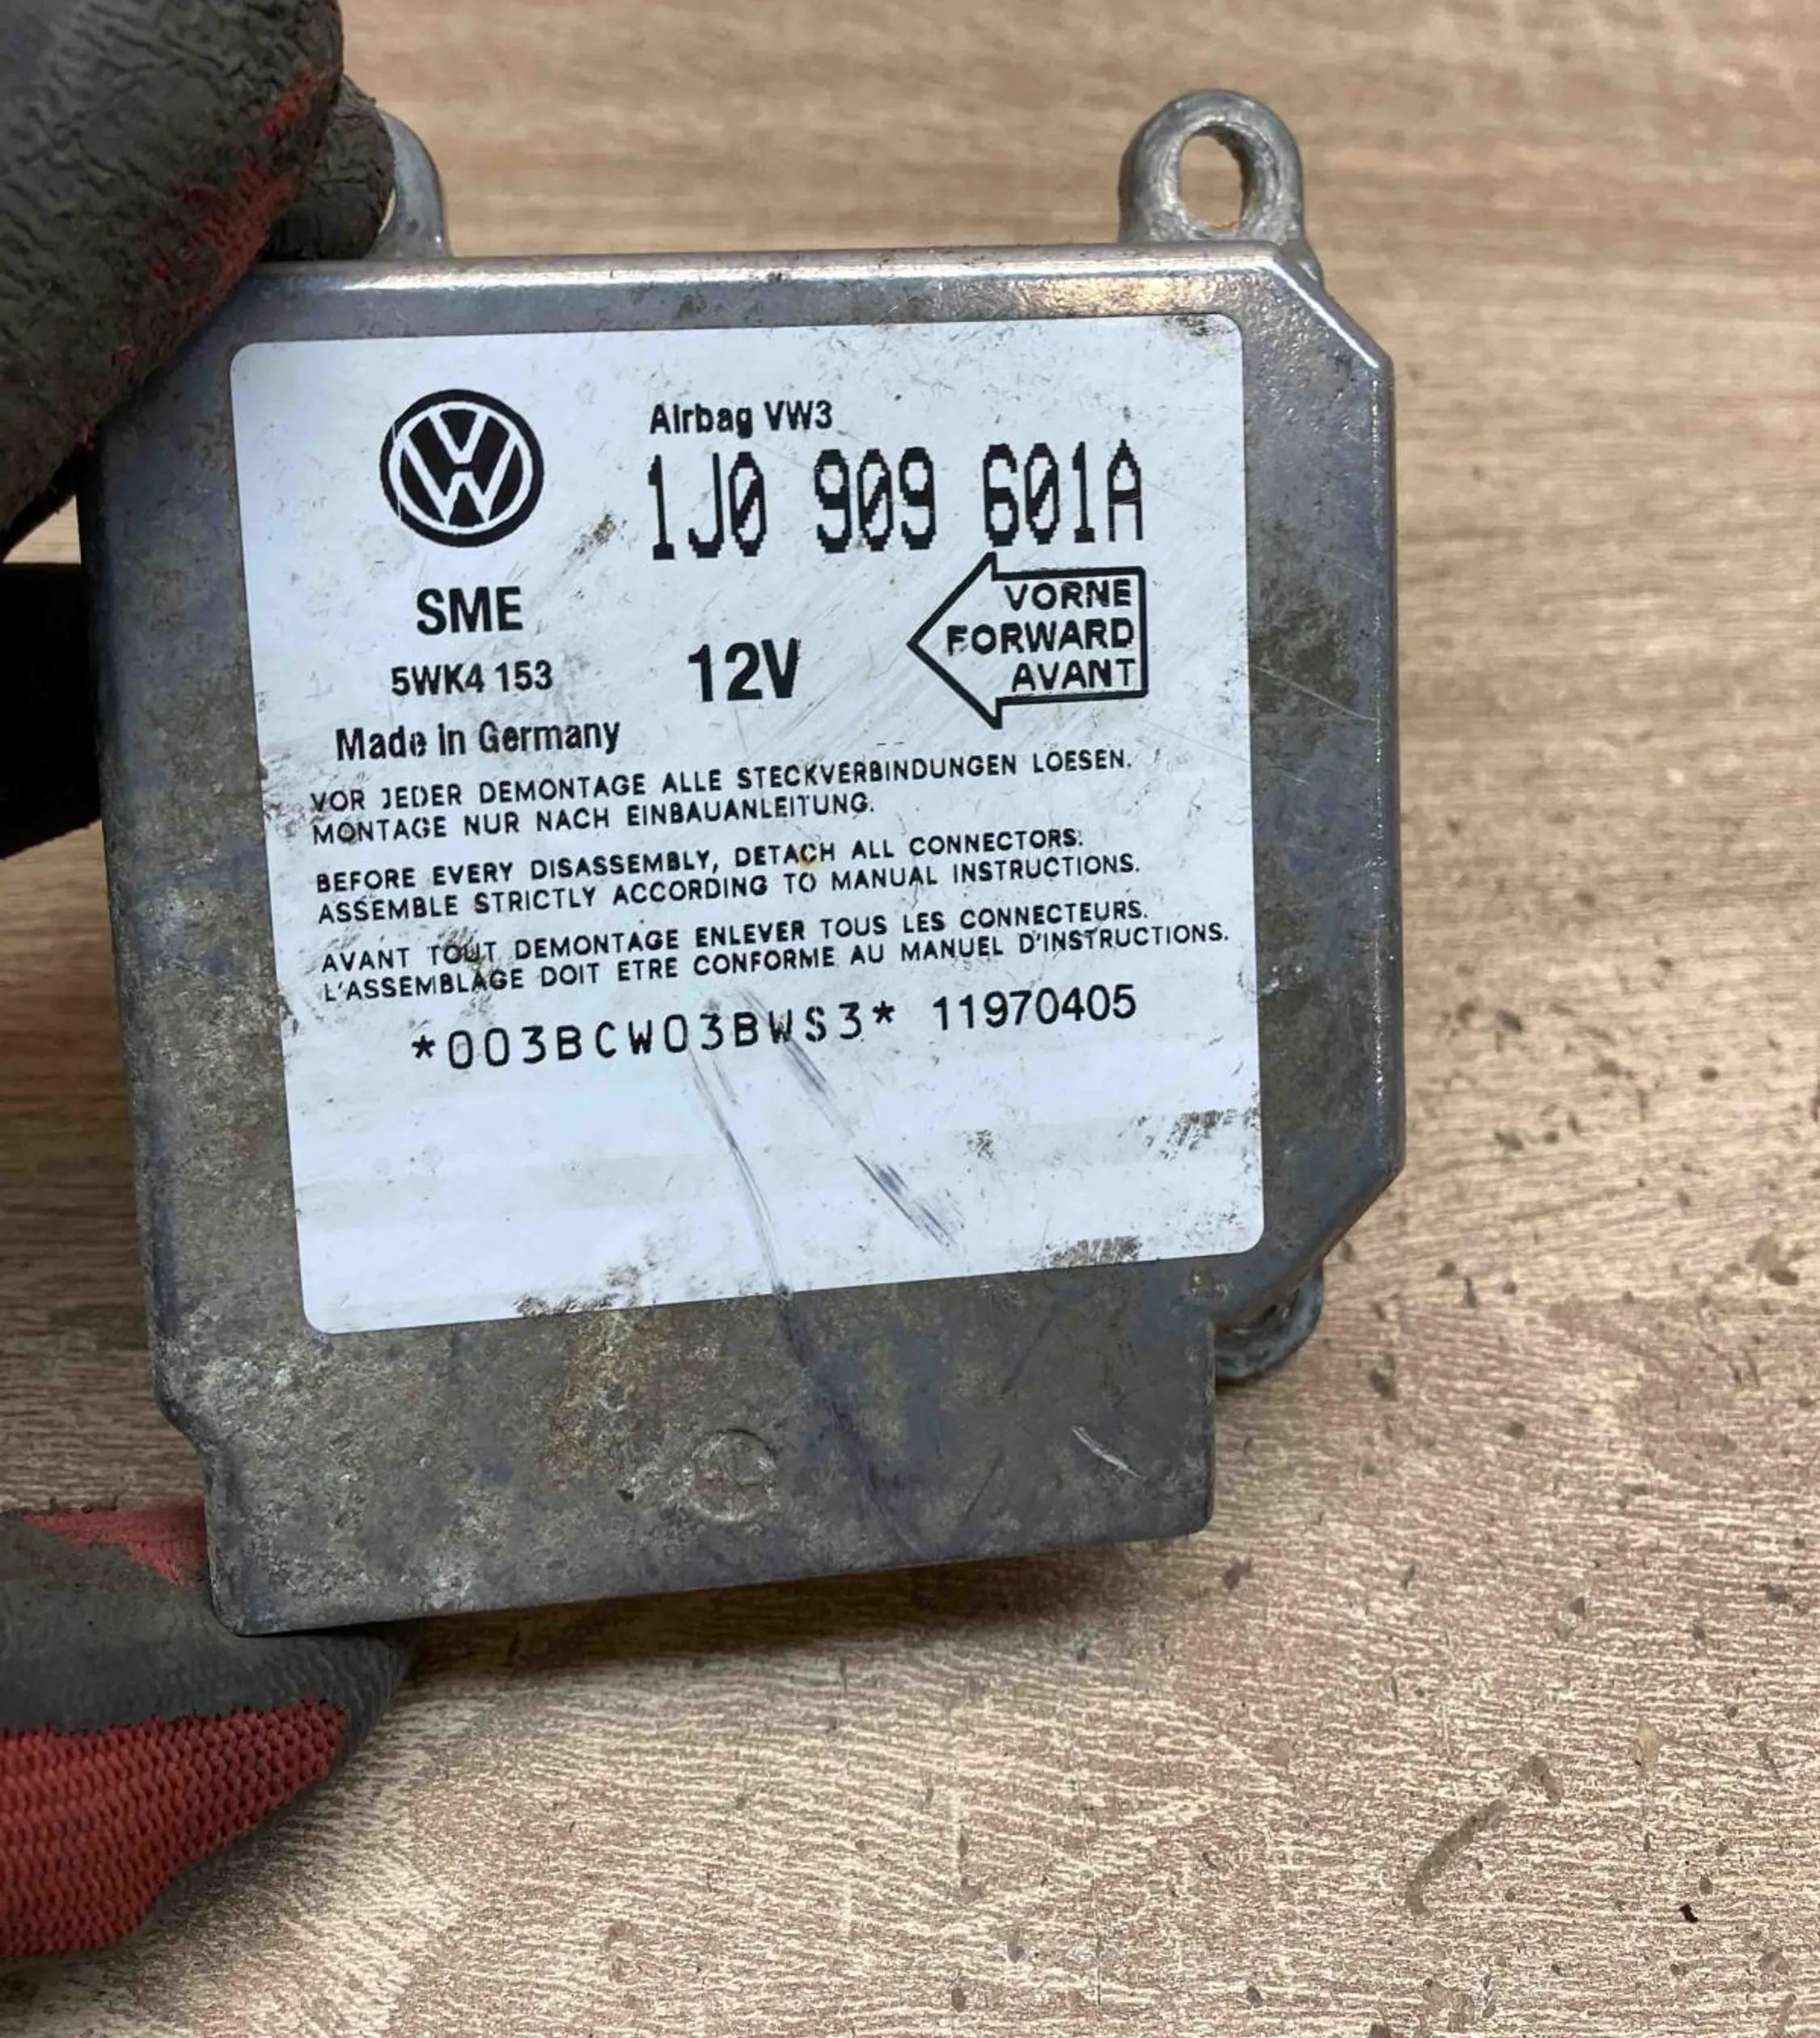 Airbag VW3
1J0 909 601A
SME
5WK4 153
12V
VORNE
FORWARD
AVANT
Made in Germany
VOR JEDER DEMONTAGE ALLE STECKVERBINDUNGEN LOESEN.
MONTAGE NUR NACH EINBAUANLEITUNG.
BEFORE EVERY DISASSEMBLY, DETACH ALL CONNECTORS.
ASSEMBLE STRICTLY ACCORDING TO MANUAL INSTRUCTIONS.
AVANT TOUT DEMONTAGE ENLEVER TOUS LES CONNECTEURS.
L'ASSEMBLAGE DOIT ETRE CONFORME AU MANUEL D'INSTRUCTIONS.
*003BCW03BWS3* 11970405